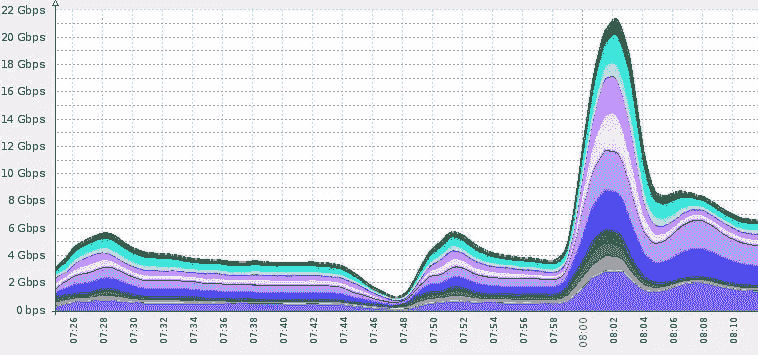 22 Gbps
20 Gbps
18 Gbps
16 Gbps
14 Gbps
12 Gbps
10 Gbps
8 Gbps
6 Gbps
4 Gbps
2 Gbps
0 bps
07:26
07:28
07:30
07:32
07:34
07:36
07:38
07:40
07:42
07:44
07:46
07:48
07:50
07:52
07:54
07:56
07:58
08:00
08:02
08:04
08:06
08:08
08:10